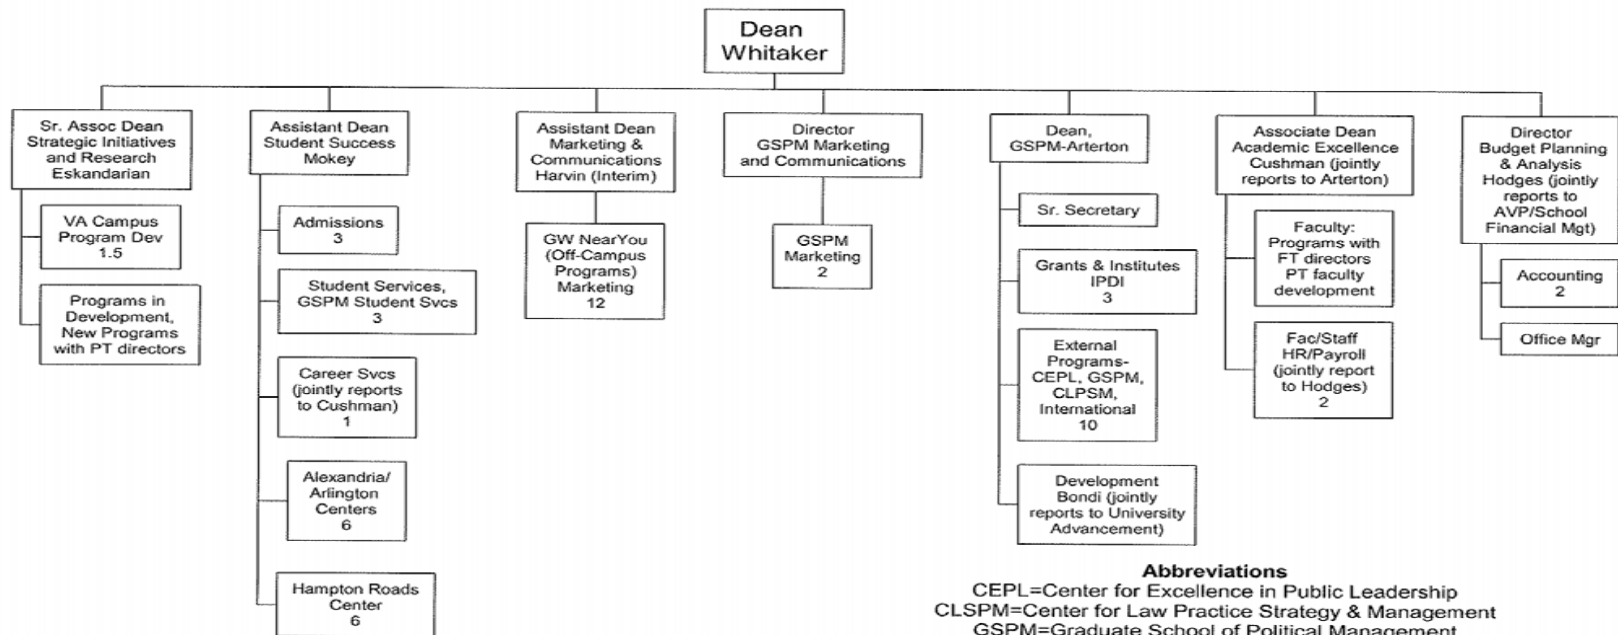 Dean
Whitaker
Sr. Assoc Dean
Strategic Initiatives
and Research
Eskandarian
VA Campus
Program Dev
1.5
Programs in
Development,
New Programs
with PT directors
Assistant Dean
Student Success
Mokey
Admissions
3
Student Services,
GSPM Student Svcs
3
Career Svcs
(jointly reports
to Cushman)
1
Alexandria/
Arlington
Centers
6
Hampton Roads
Center
6
Assistant Dean
Marketing &
Communications
Harvin (Interim)
GW NearYou
(Off-Campus
Programs)
Marketing
12
Director
GSPM Marketing
and Communications
GSPM
Marketing
2
Dean,
GSPM-Arterton
Sr. Secretary
Grants & Institutes
IPDI
3
External
Programs-
CEPL, GSPM,
CLPSM,
International
10
Development
Bondi (jointly
reports to University
Advancement)
Associate Dean
Academic Excellence
Cushman (jointly
reports to Arterton)
Faculty:
Programs with
FT directors
PT faculty
development
Fac/Staff
HR/Payroll
(jointly report
to Hodges)
2
Director
Budget Planning
& Analysis
Hodges (jointly
reports to
AVP/School
Financial Mgt)
Accounting
2
Office Mgr
Abbreviations
CEPL=Center for Excellence in Public Leadership
CLSPM=Center for Law Practice Strategy & Management
GSPM=Graduate School of Political Management